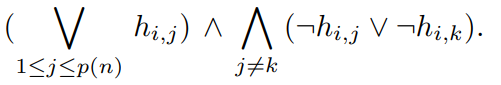 ( ⋁ h_{i,j}) ∧ ⋀ (¬h_{i,j} ∨ ¬h_{i,k}).
1≤j≤p(n) j≠k